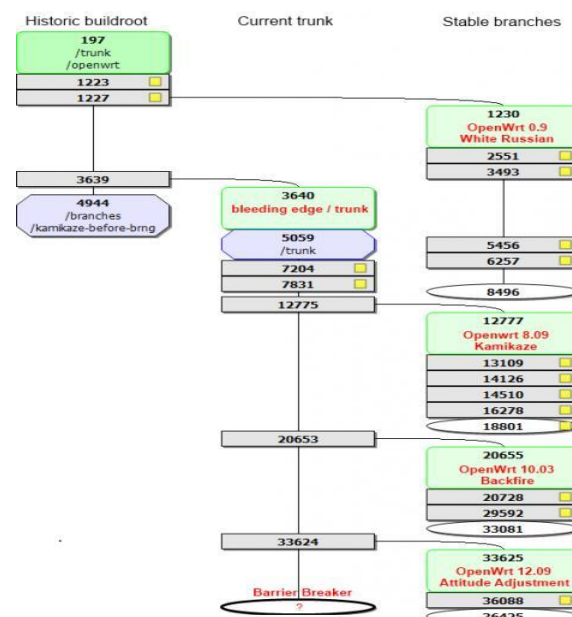 Historic buildroot
Current trunk
Stable branches
197
/trunk
/openwrt
1223
1227
1230
OpenWrt 0.9
White Russian
2551
3493
3639
3640
bleeding edge / trunk
4944
/branches
/kamikaze-before-brng
5059
/trunk
5456
6257
7204
7831
8496
12775
12777
Openwrt 8.09
Kamikaze
13109
14126
14510
16278
18801
20653
20655
OpenWrt 10.03
Backfire
20728
29592
33081
33624
33625
OpenWrt 12.09
Attitude Adjustment
Barrier Breaker
?
36088